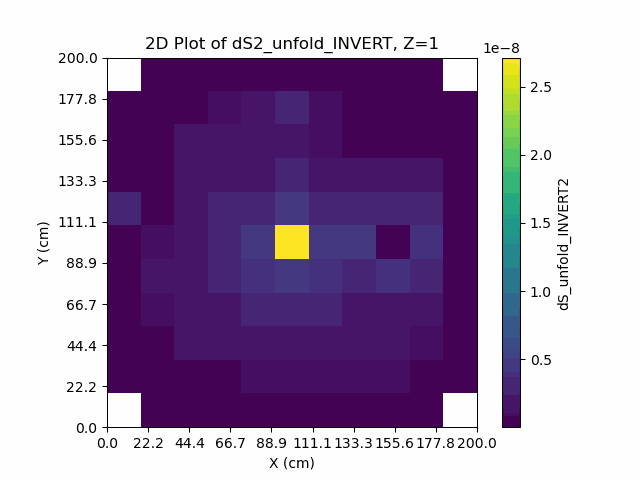 2D Plot of dS2_unfold_INVERT, Z=1
1e−8
200.0
177.8
155.6
133.3
111.1
88.9
66.7
44.4
22.2
0.0
Y (cm)
0.0 22.2 44.4 66.7 88.9 111.1 133.3 155.6 177.8 200.0
X (cm)
2.5
2.0
1.5
1.0
0.5
dS_unfold_INVERT2